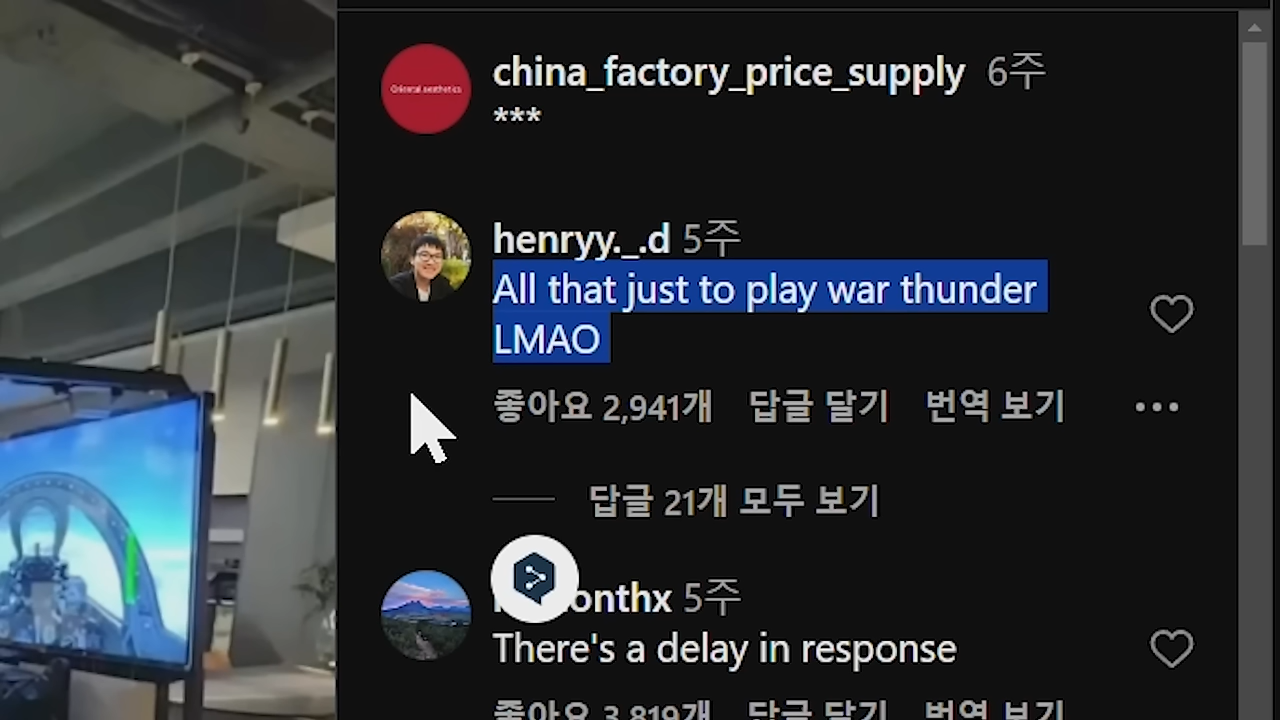 Oriental aesthetics
china_factory_price_supply 6주
***
henryy._.d 5주
All that just to play war thunder
LMAO
좋아요 2,941개 답글 달기 번역 보기
답글 21개 모두 보기
5주
There's a delay in response
좋아요 3,819개 답글 달기 번역 보기